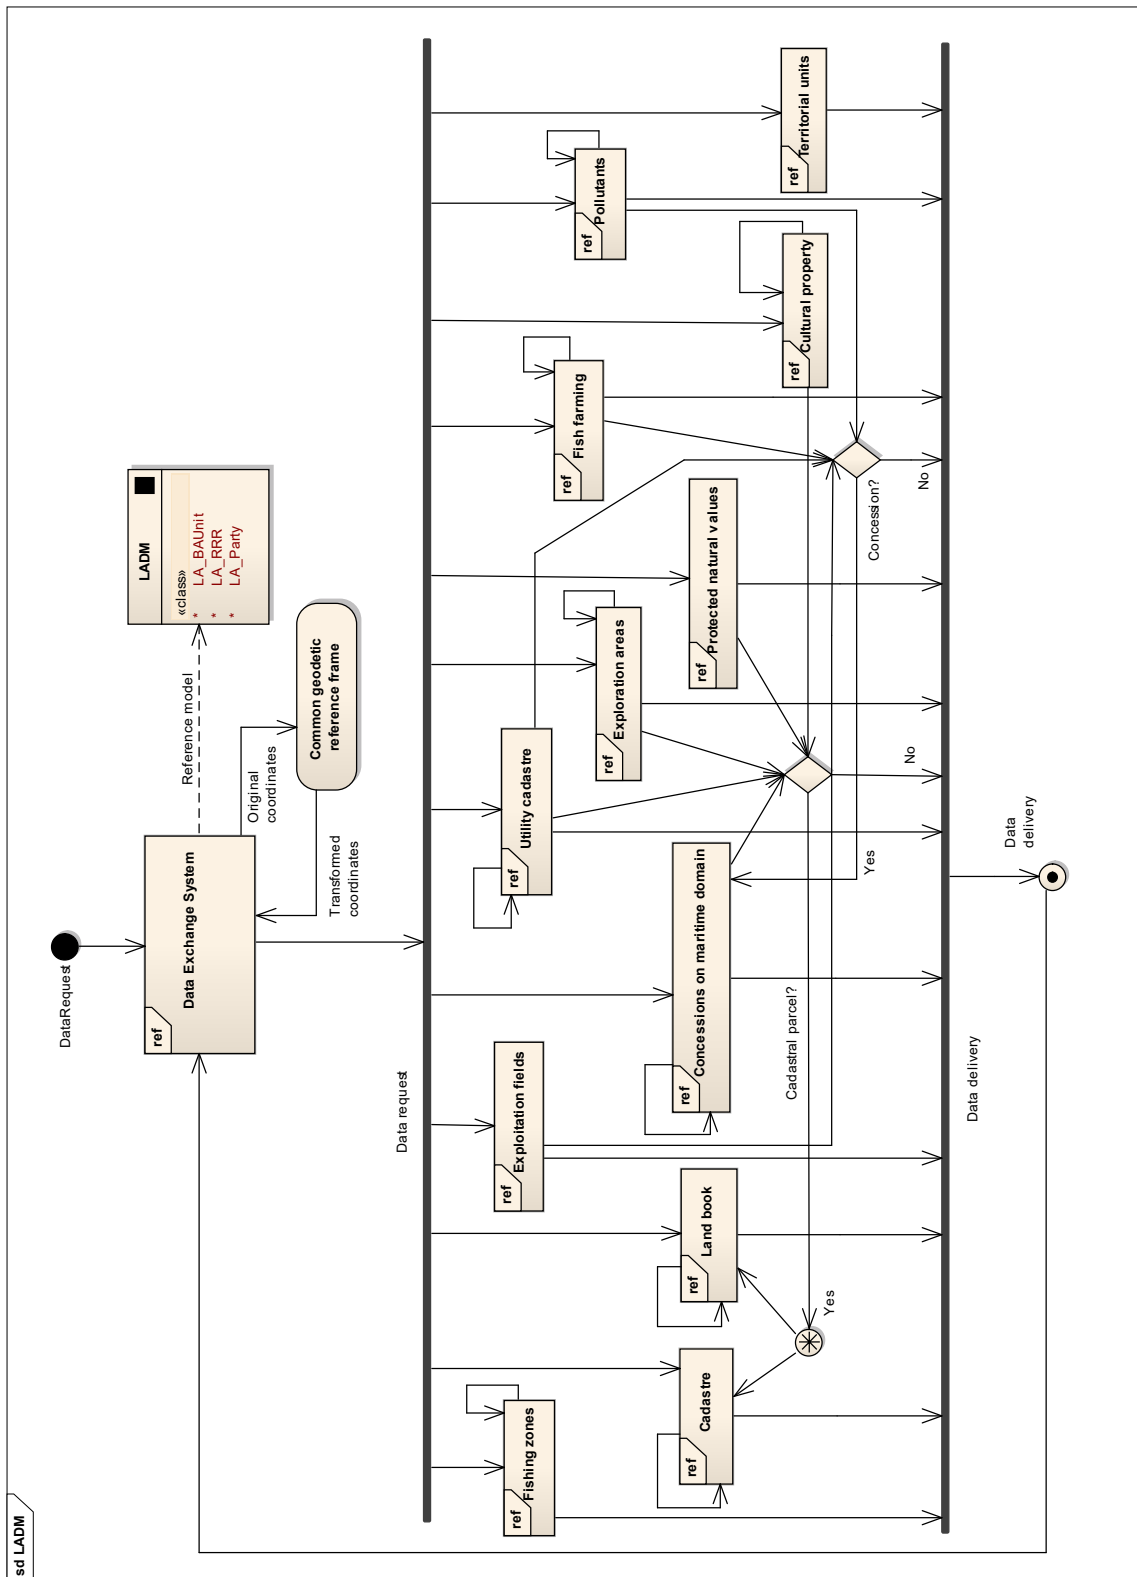 sd LADM
DataRequest
ref
Data Exchange System
Reference model
LADM
«class»
* LA_BAUnit
* LA_RRR
* LA_Party
Original
coordinates
Common geodetic
reference frame
Transformed
coordinates
Data request
ref
Fishing zones
ref
Cadastre
ref
Land book
ref
Exploitation fields
ref
Concessions on maritime domain
ref
Utility cadastre
ref
Exploration areas
ref
Protected natural values
ref
Fish farming
ref
Cultural property
ref
Pollutants
ref
Territorial units
Yes
Cadastral parcel?
No
Yes
Concession?
No
Data delivery
Data
delivery